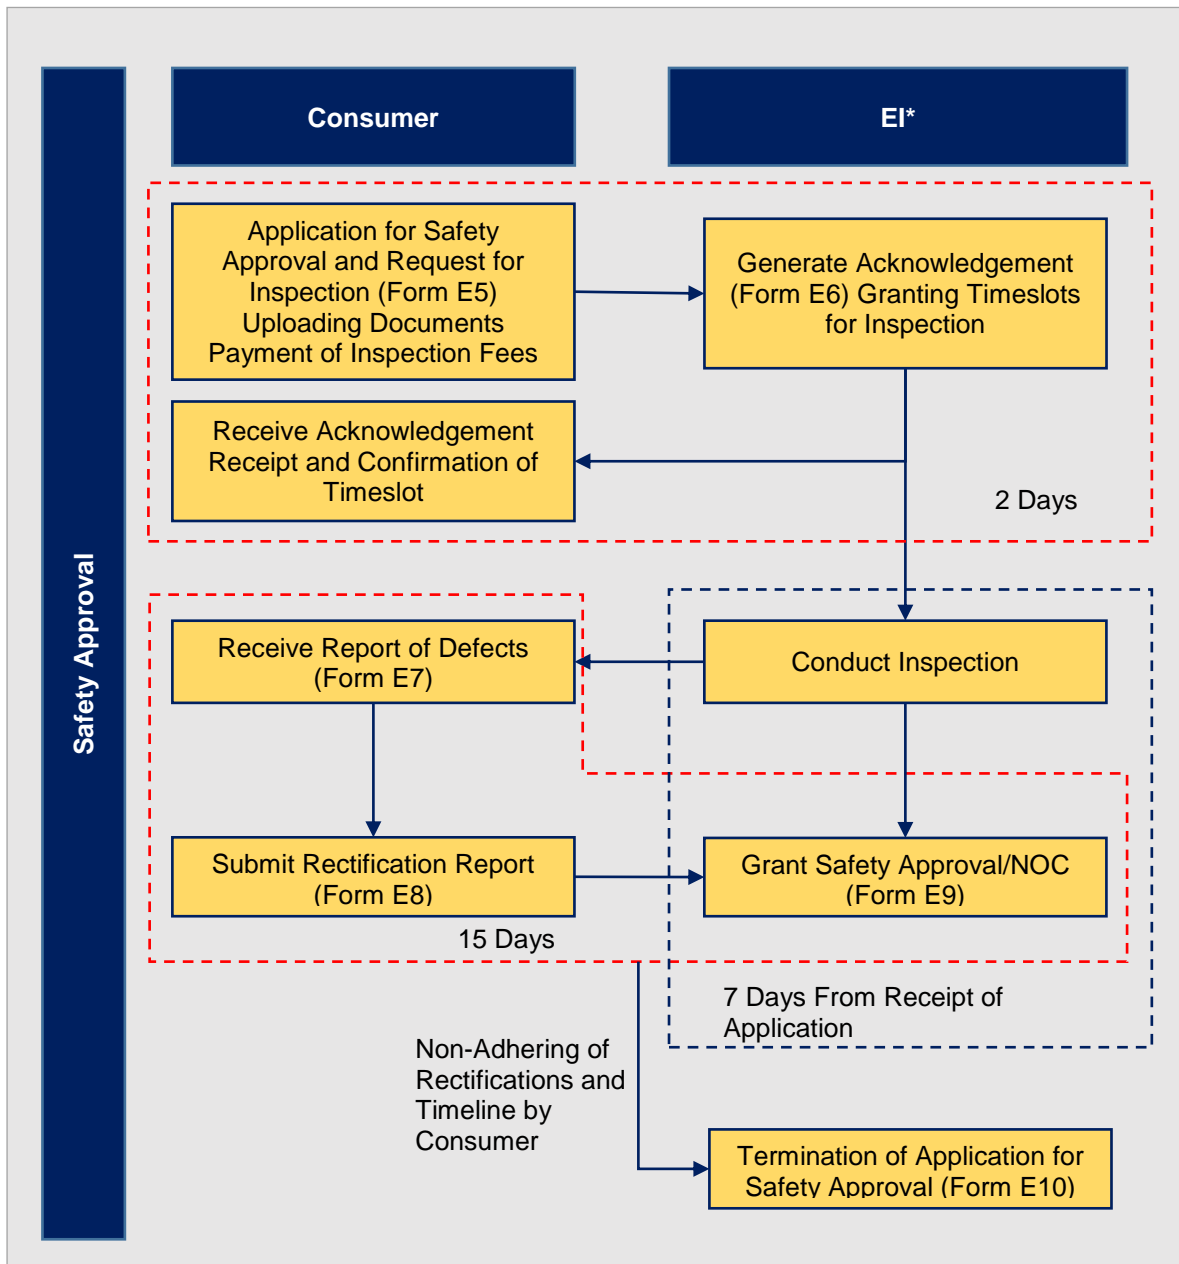 Consumer
EI*
Safety Approval
Application for Safety
Approval and Request for
Inspection (Form E5)
Uploading Documents
Payment of Inspection Fees
Generate Acknowledgement
(Form E6) Granting Timeslots
for Inspection
Receive Acknowledgement
Receipt and Confirmation of
Timeslot
2 Days
Receive Report of Defects
(Form E7)
Conduct Inspection
Submit Rectification Report
(Form E8)
Grant Safety Approval/NOC
(Form E9)
15 Days
7 Days From Receipt of
Application
Non-Adhering of
Rectifications and
Timeline by
Consumer
Termination of Application for
Safety Approval (Form E10)